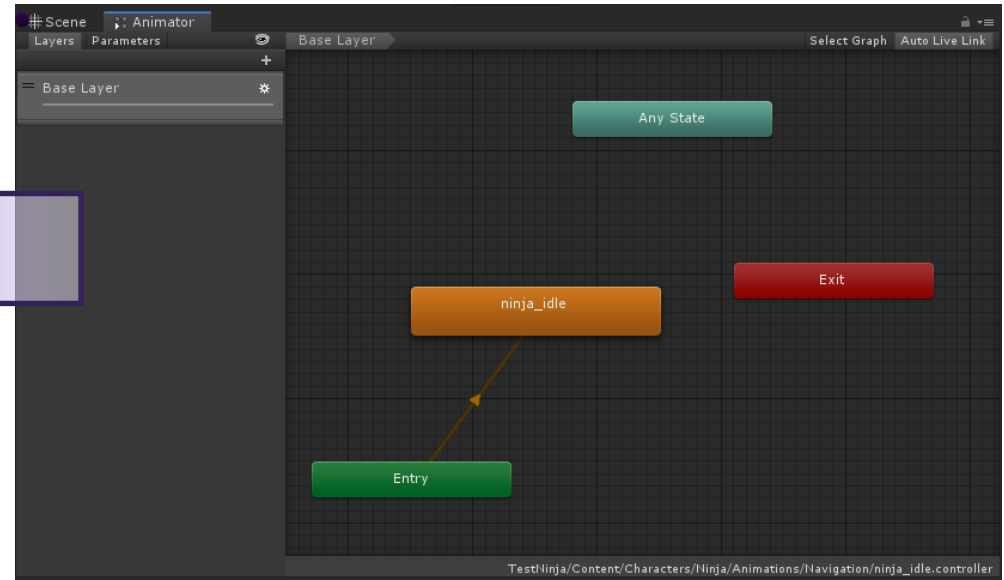 Scene Animator
Layers Parameters Base Layer Select Graph Auto Live Link
+
Base Layer
Any State
Exit
ninja_idle
Entry
TestNinja/Content/Characters/Ninja/Animations/Navigation/ninja_idle.controller